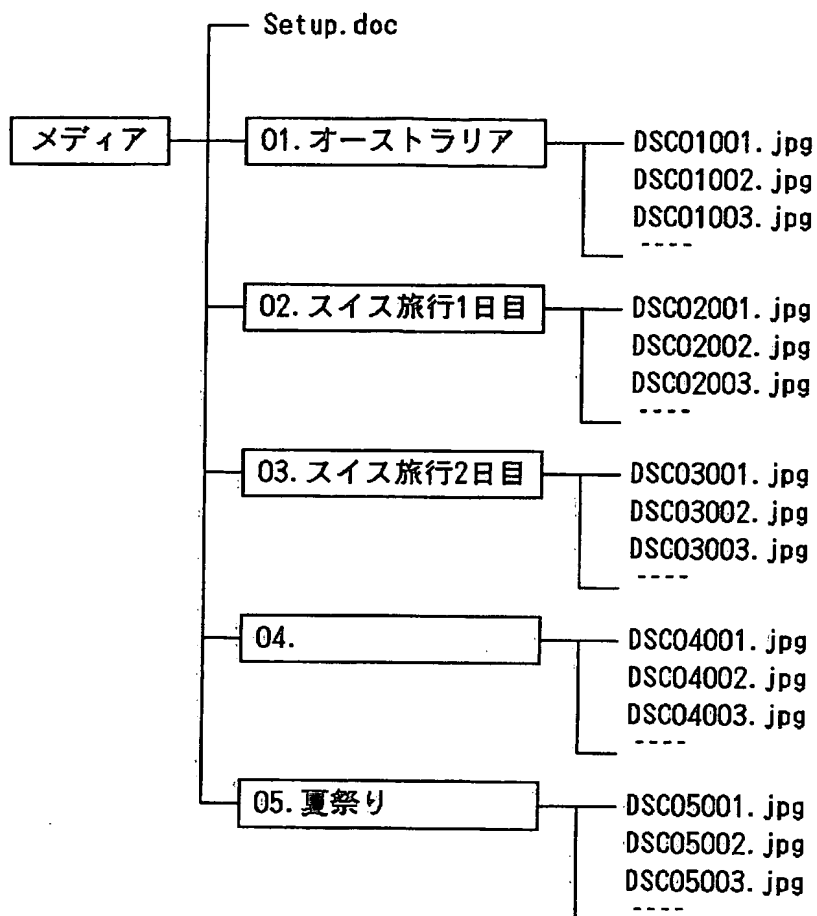 Setup.doc
メディア
01.オーストラリア
DSC01001.jpg
DSC01002.jpg
DSC01003.jpg
----
02.スイス旅行1日目
DSC02001.jpg
DSC02002.jpg
DSC02003.jpg
----
03.スイス旅行2日目
DSC03001.jpg
DSC03002.jpg
DSC03003.jpg
----
04.
DSC04001.jpg
DSC04002.jpg
DSC04003.jpg
----
05.夏祭り
DSC05001.jpg
DSC05002.jpg
DSC05003.jpg
----